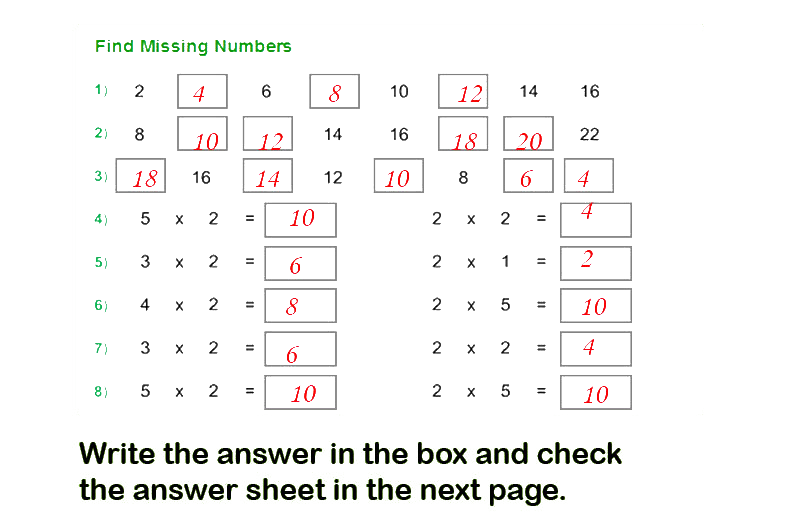 Find Missing Numbers
1) 2 4 6 8 10 12 14 16
2) 8 10 12 14 16 18 20 22
3) 18 16 14 12 10 8 6 4
4) 5 x 2 = 10 2 x 2 = 4
5) 3 x 2 = 6 2 x 1 = 2
6) 4 x 2 = 8 2 x 5 = 10
7) 3 x 2 = 6 2 x 2 = 4
8) 5 x 2 = 10 2 x 5 = 10
Write the answer in the box and check
the answer sheet in the next page.